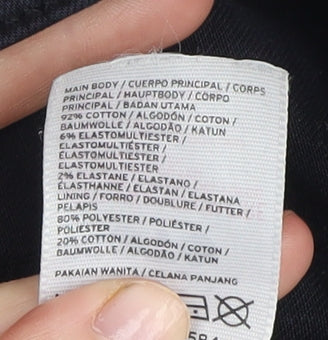 MAIN BODY / CUERPO PRINCIPAL / CORPS
PRINCIPAL / HAUPTBODY / CORPO
PRINCIPAL / BADAN UTAMA
92% COTTON / ALGODÓN / COTON /
BAUMWOLLE / ALGODÃO / KATUN
6% ELASTOMULTIESTER /
ELASTOMULTIÉSTER /
ELASTOMULTIESTER
2% ELASTANE / ELASTANO /
ÉLASTHANNE / ELASTAN / ELASTANA
LINING / FORRO / DOUBLURE / FUTTER /
PELAPIS
80% POLYESTER / POLIÉSTER /
POLIESTER
20% COTTON / ALGODÓN / COTON /
BAUMWOLLE / ALGODÃO / KATUN
PAKAIAN WANITA / CELANA PANJANG